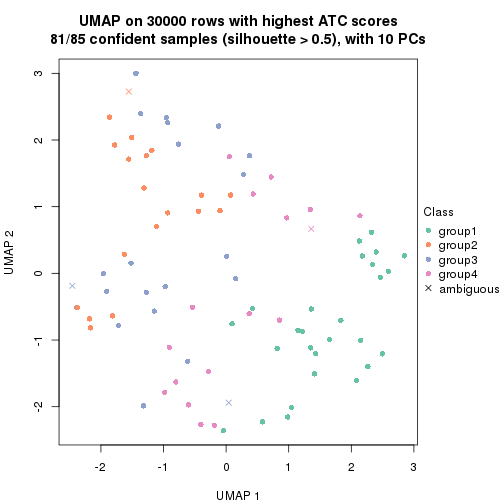 UMAP on 30000 rows with highest ATC scores
81/85 confident samples (silhouette > 0.5), with 10 PCs
3
2
1
0
-1
-2
UMAP 2
-2
-1
0
1
2
3
UMAP 1
Class
group1
group2
group3
group4
ambiguous